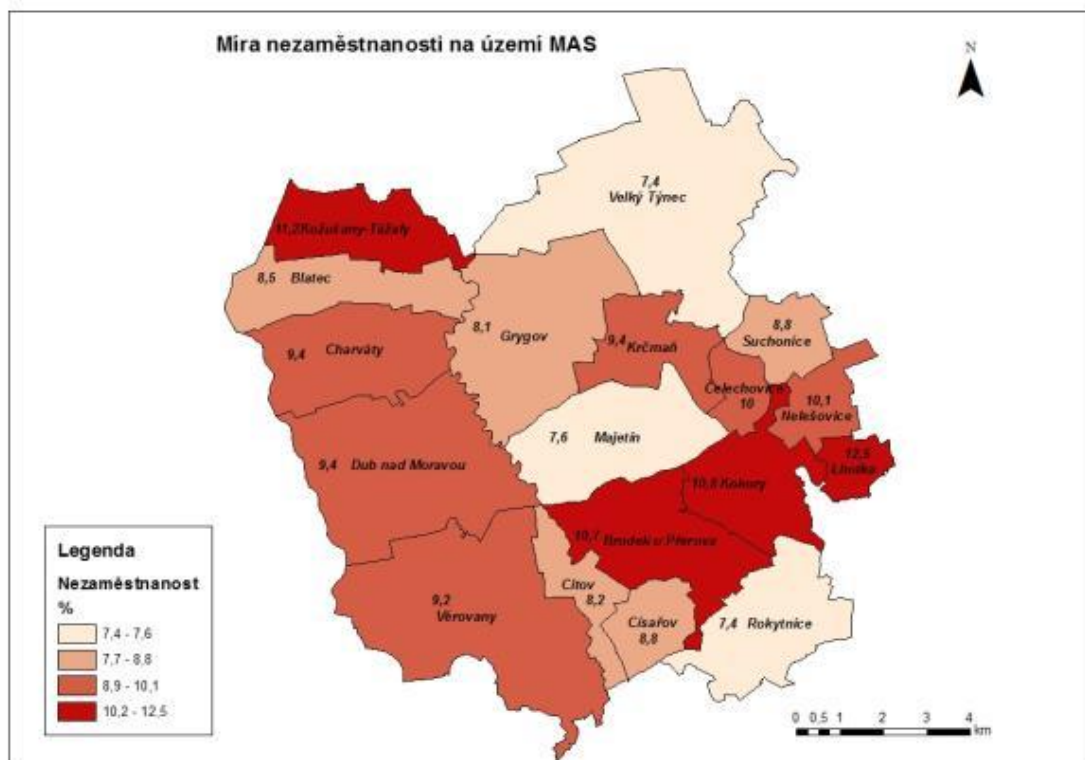 Míra nezaměstnanosti na území MAS
N
7,4
Velký Týnec
11,2 Kožušany-Tážaly
8,5 Blatec
8,1
Grygov
9,4
Krčmaň
8,8
Suchonice
9,4
Charváty
Čelechovice
10
10,1
Nelešovice
7,6 Majetín
12,5
Lhotka
9,4 Dub nad Moravou
10,8 Kokory
10,7
Brodek u Přerova
Citov
8,2
9,2
Věrovany
Císařov
8,8
7,4 Rokytnice
Legenda
Nezaměstnanost
%
7,4 - 7,6
7,7 - 8,8
8,9 - 10,1
10,2 - 12,5
0 0,5 1 2 3 4
km